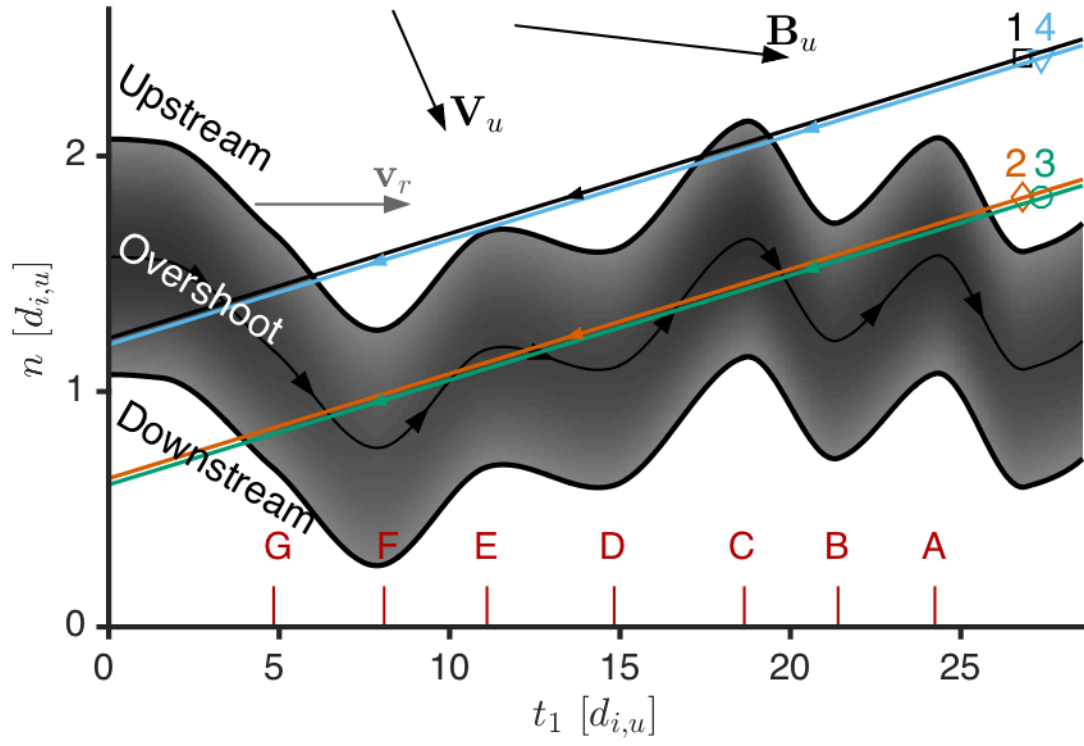 1 4
B_u
V_u
Upstream
2
v_r
2 3
Overshoot
n [d_{i,u}]
1
Downstream
G F E D C B A
0
0 5 10 15 20 25
t_1 [d_{i,u}]